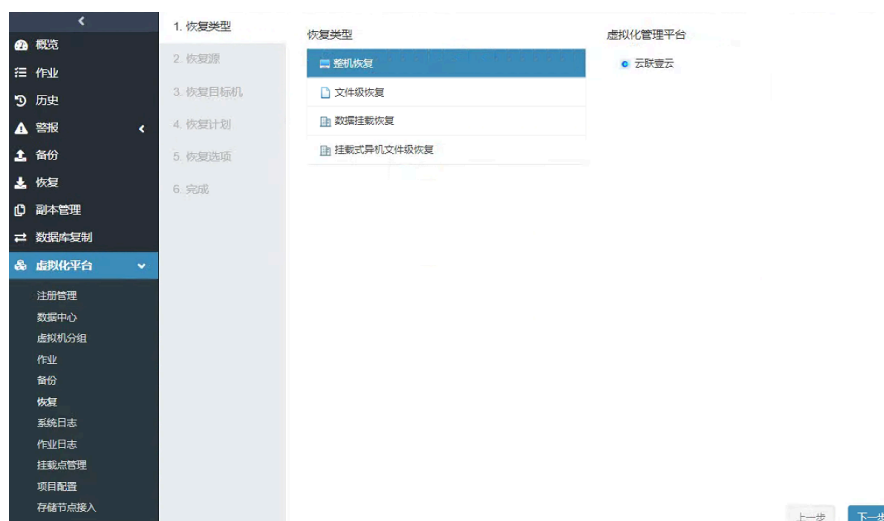 概览
作业
历史
警报
备份
恢复
副本管理
数据库复制
虚拟化平台
注册管理
数据中心
虚拟机分组
作业
备份
恢复
系统日志
作业日志
挂载点管理
项目配置
存储节点接入
1. 恢复类型
2. 恢复源
3. 恢复目标机
4. 恢复计划
5. 恢复选项
6. 完成
恢复类型
整机恢复
文件级恢复
数据挂载恢复
挂载式异机文件级恢复
虚拟化管理平台
云联壹云
上一步
下一步